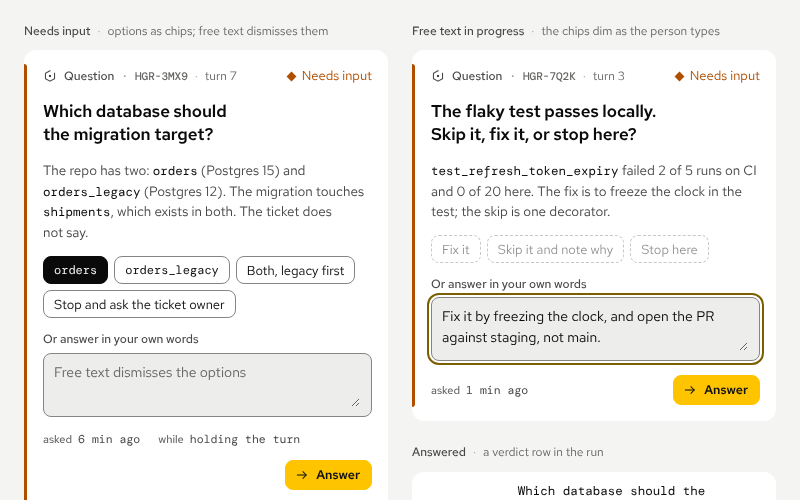 Needs input · options as chips; free text dismisses them
Question · HGR-3MX9 · turn 7
Needs input
Which database should
the migration target?
The repo has two: orders (Postgres 15) and
orders_legacy (Postgres 12). The migration touches
shipments, which exists in both. The ticket does
not say.
orders
orders_legacy
Both, legacy first
Stop and ask the ticket owner
Or answer in your own words
Free text dismisses the options
asked 6 min ago while holding the turn
→ Answer
Free text in progress · the chips dim as the person types
Question · HGR-7Q2K · turn 3
Needs input
The flaky test passes locally.
Skip it, fix it, or stop here?
test_refresh_token_expiry failed 2 of 5 runs on CI
and 0 of 20 here. The fix is to freeze the clock in the
test; the skip is one decorator.
Fix it
Skip it and note why
Stop here
Or answer in your own words
Fix it by freezing the clock, and open the PR
against staging, not main.
asked 1 min ago
→ Answer
Answered · a verdict row in the run
Which database should the